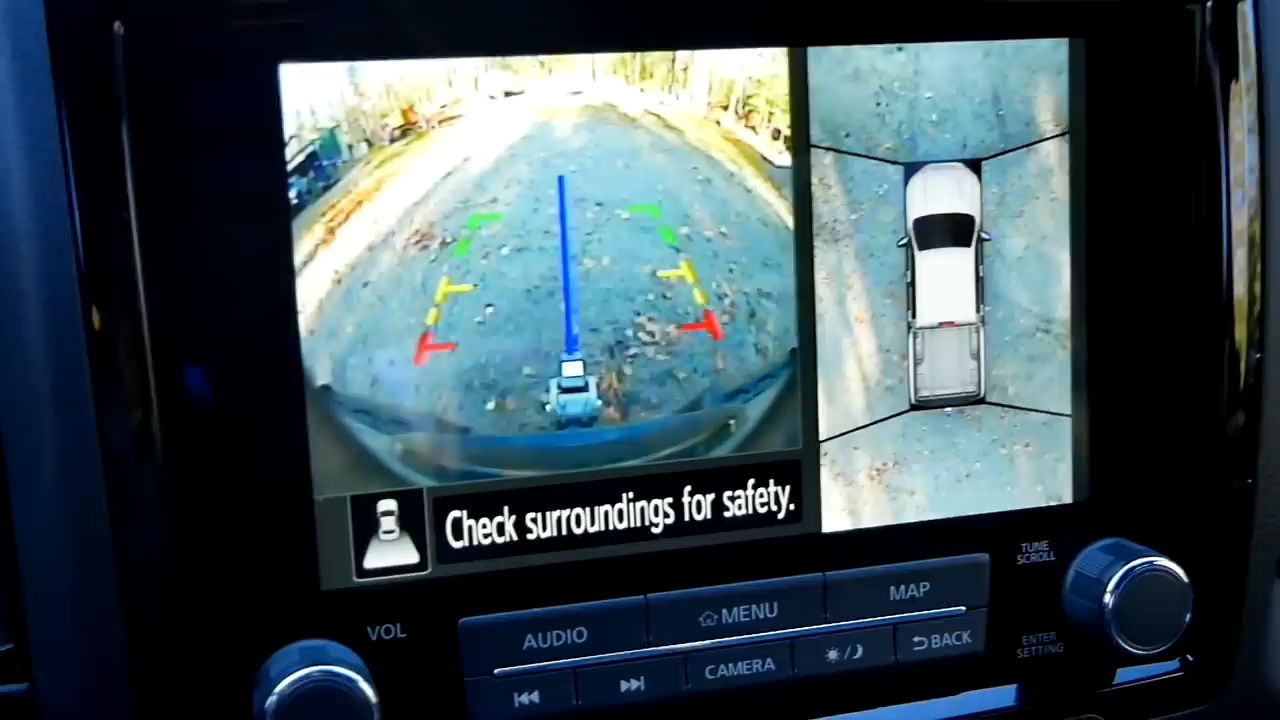 Check surroundings for safety.
TUNE
SCROLL
VOL
AUDIO
MENU
MAP
ENTER
SETTING
CAMERA
BACK